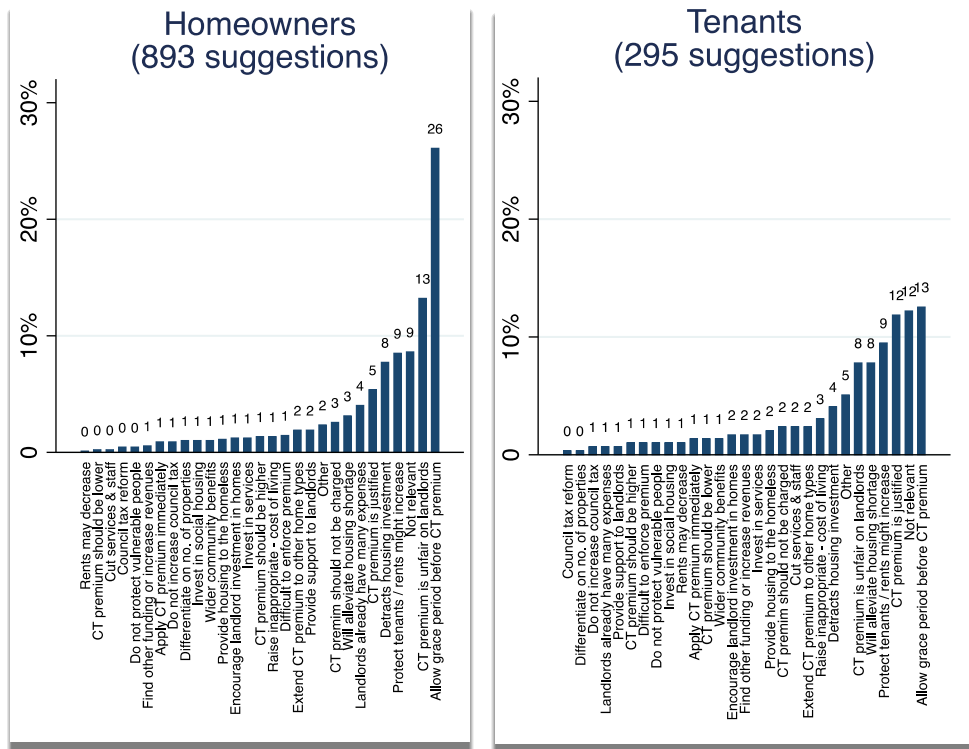 Homeowners
(893 suggestions)
30%
20%
10%
0
0 0 0 0 0 1 1 1 1 1 1 1 1 1 1 1 1 2 2 2 3 3 4 5 8 9 9 13 26
Rents may decrease
CT premium should be lower
Cut services & staff
Council tax reform
Do not protect vulnerable people
Find other funding or increase revenues
Apply CT premium immediately
Do not increase council tax
Differentiate on no. of properties
Invest in social housing
Wider community benefits
Provide housing to the homeless
Encourage landlord investment in homes
Invest in services
CT premium should be higher
Raise inappropriate - cost of living
Difficult to enforce premium
Extend CT premium to other home types
Provide support to landlords
Other
CT premim should not be charged
Will alleviate housing shortage
Landlords already have many expenses
CT premium is justified
Detracts housing investment
Protect tenants / rents might increase
Not relevant
CT premium is unfair on landlords
Allow grace period before CT premium
Tenants
(295 suggestions)
30%
20%
10%
0
0 0 1 1 1 1 1 1 1 1 1 1 1 2 2 2 2 2 2 2 3 4 5 8 8 9 12 12 13
Council tax reform
Differentiate on no. of properties
Do not increase council tax
Landlords already have many expenses
Provide support to landlords
CT premium should be higher
Difficult to enforce premium
Do not protect vulnerable people
Invest in social housing
Rents may decrease
Apply CT premium immediately
CT premium should be lower
Wider community benefits
Encourage landlord investment in homes
Find other funding or increase revenues
Invest in services
Provide housing to the homeless
CT premim should not be charged
Cut services & staff
Extend CT premium to other home types
Raise inappropriate - cost of living
Detracts housing investment
Other
CT premium is unfair on landlords
Will alleviate housing shortage
Protect tenants / rents might increase
CT premium is justified
Not relevant
Allow grace period before CT premium